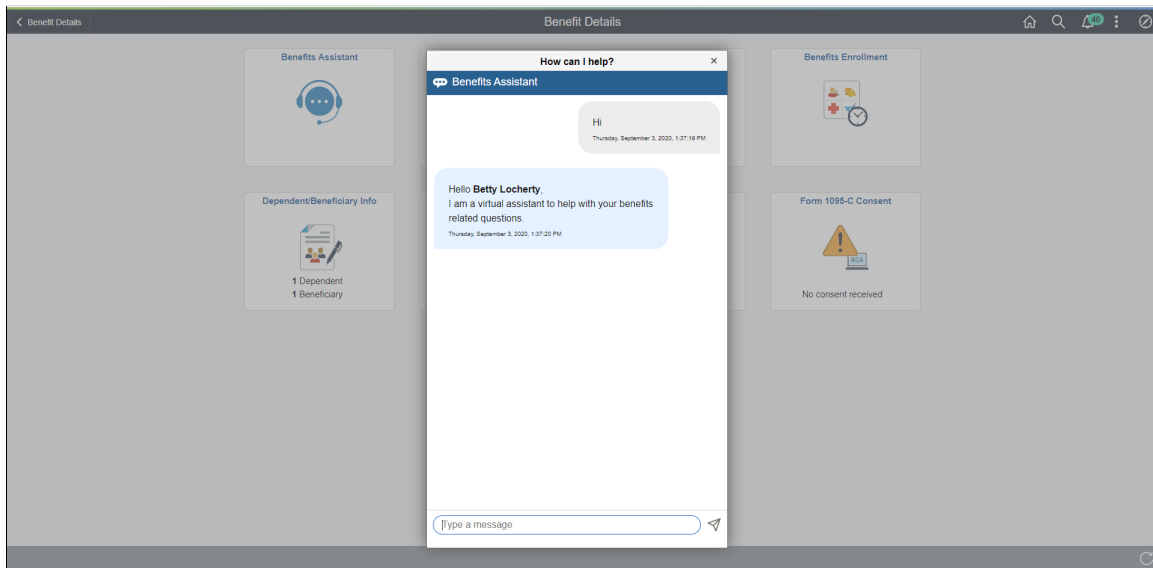 Benefit Details
Benefit Details
40
Benefits Assistant
Benefits Enrollment
Dependent/Beneficiary Info
1 Dependent
1 Beneficiary
Form 1095-C Consent
ACA
No consent received
How can I help?
×
Benefits Assistant
Hi
Thursday, September 3, 2020, 1:37:19 PM
Hello Betty Locherty,
I am a virtual assistant to help with your benefits
related questions.
Thursday, September 3, 2020, 1:37:20 PM
Type a message